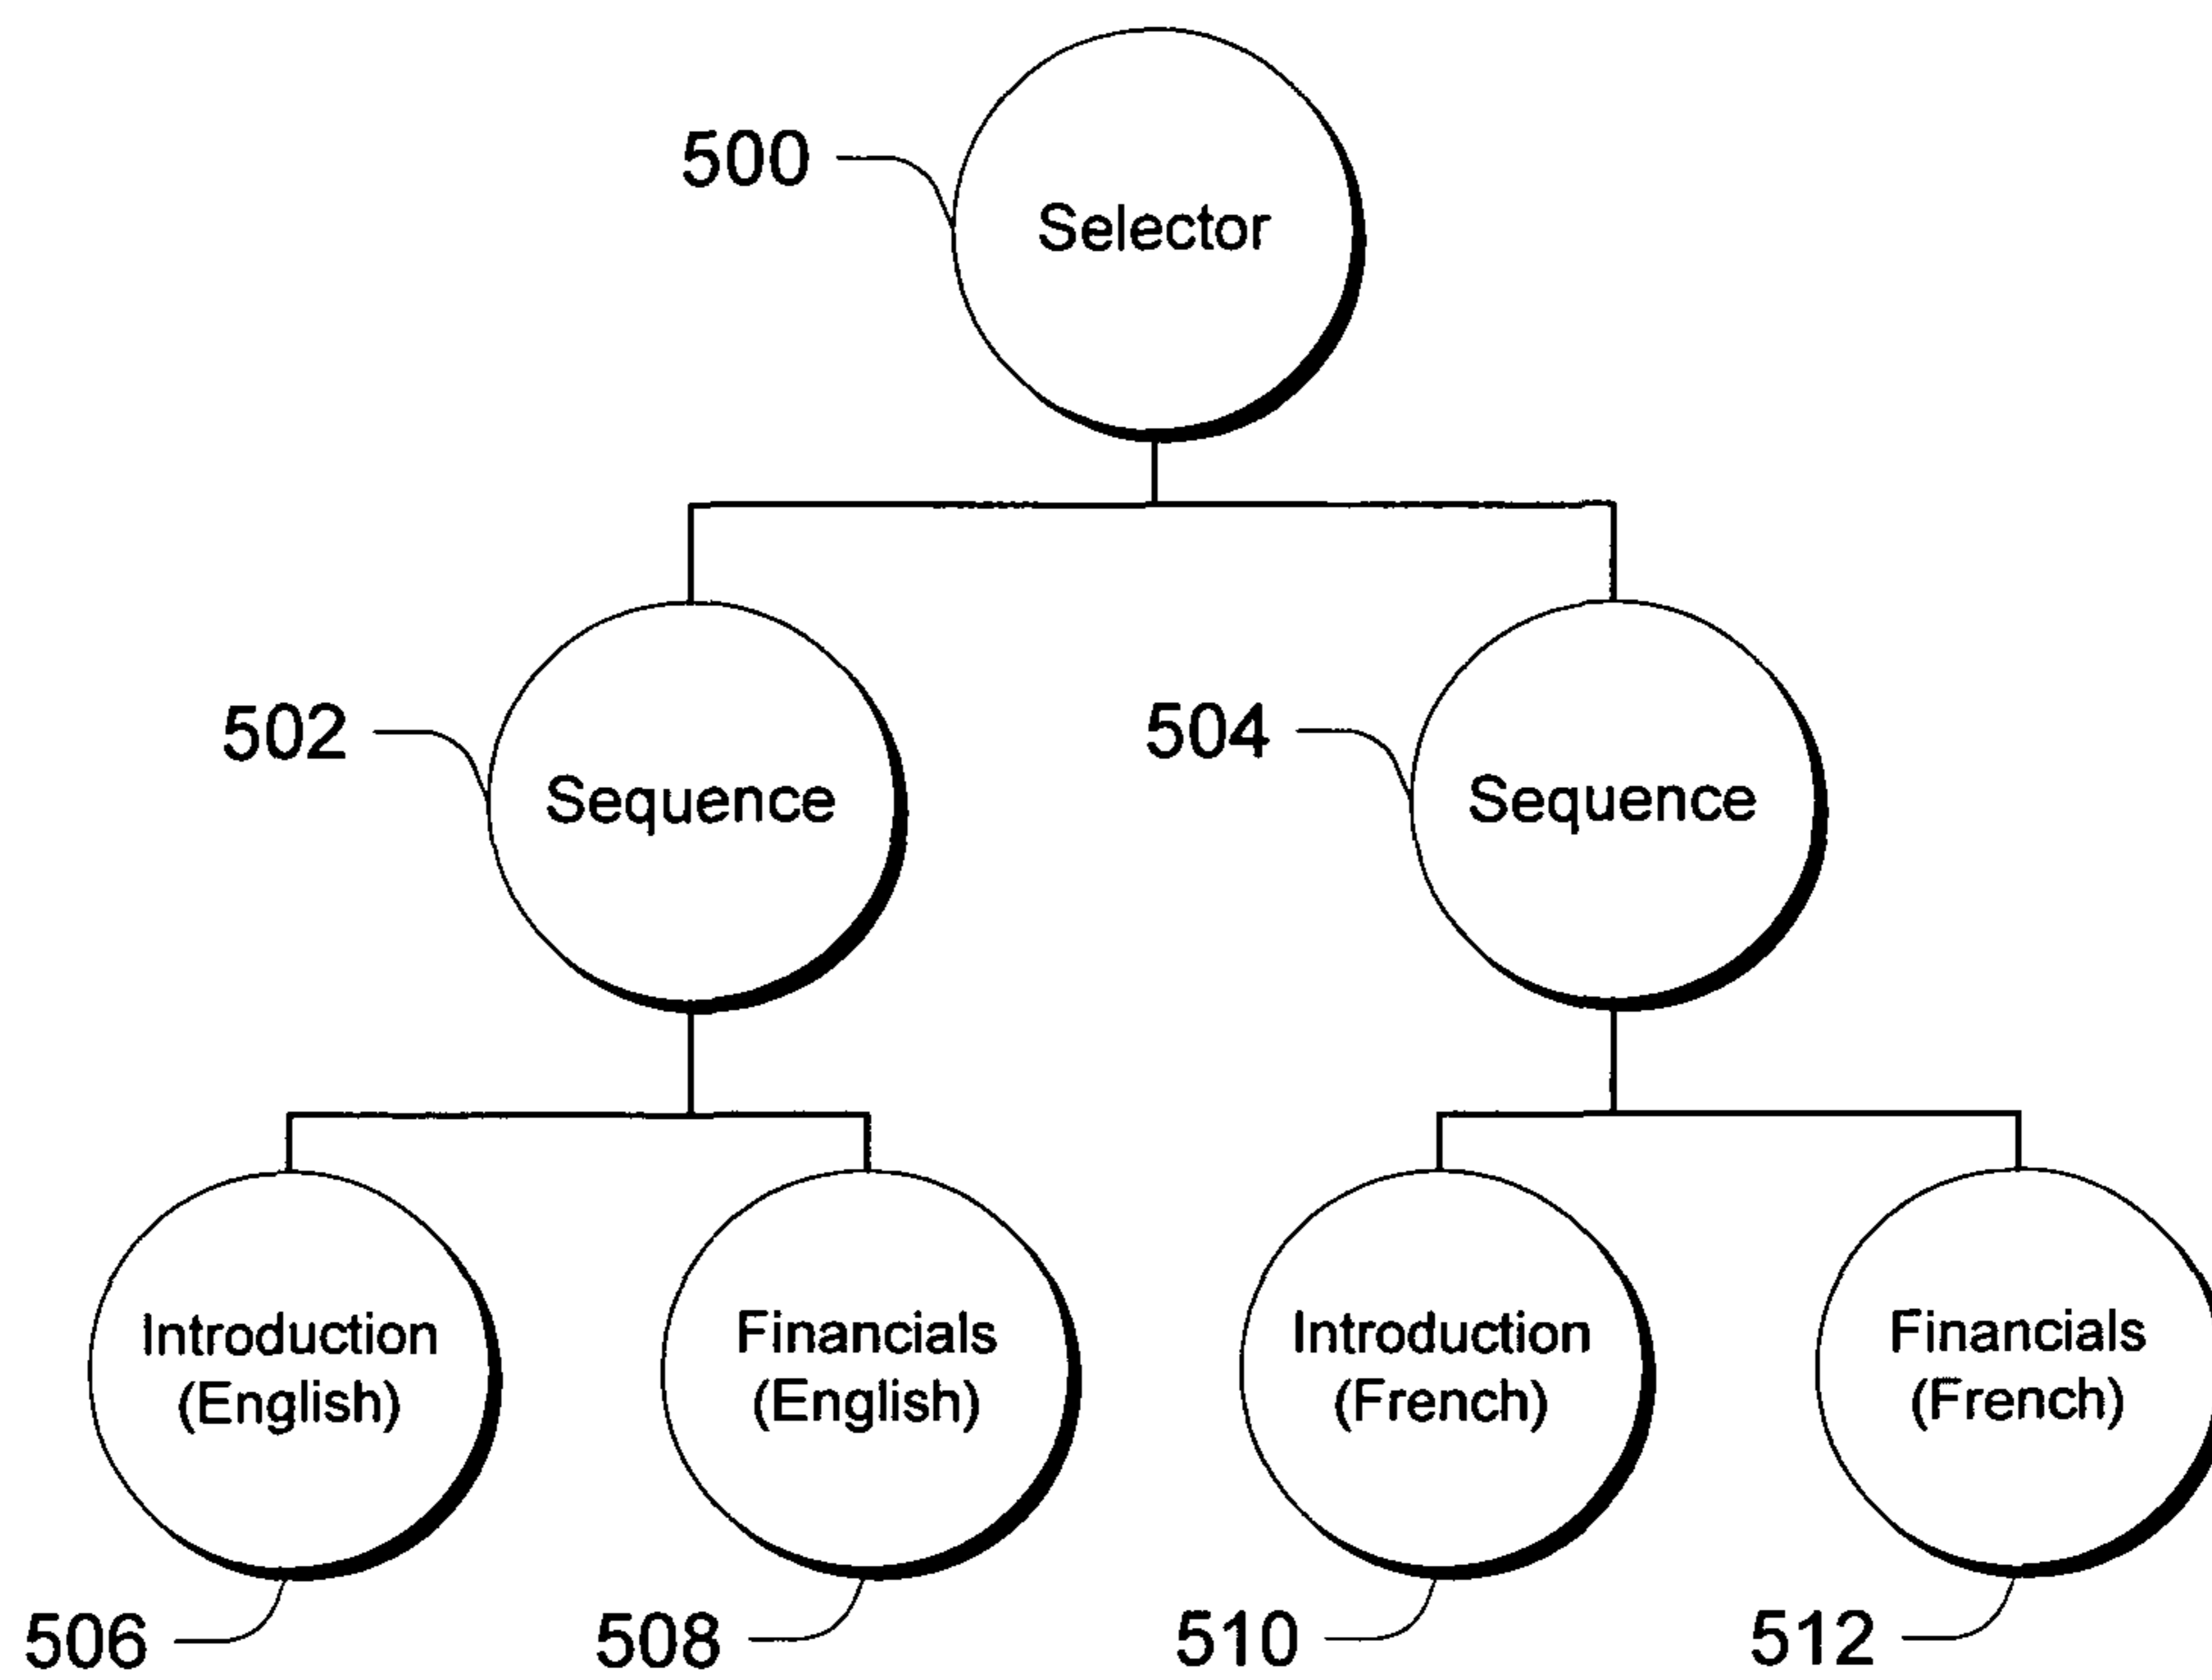 500
Selector
502
Sequence
504
Sequence
Introduction
(English)
Financials
(English)
Introduction
(French)
Financials
(French)
506
508
510
512